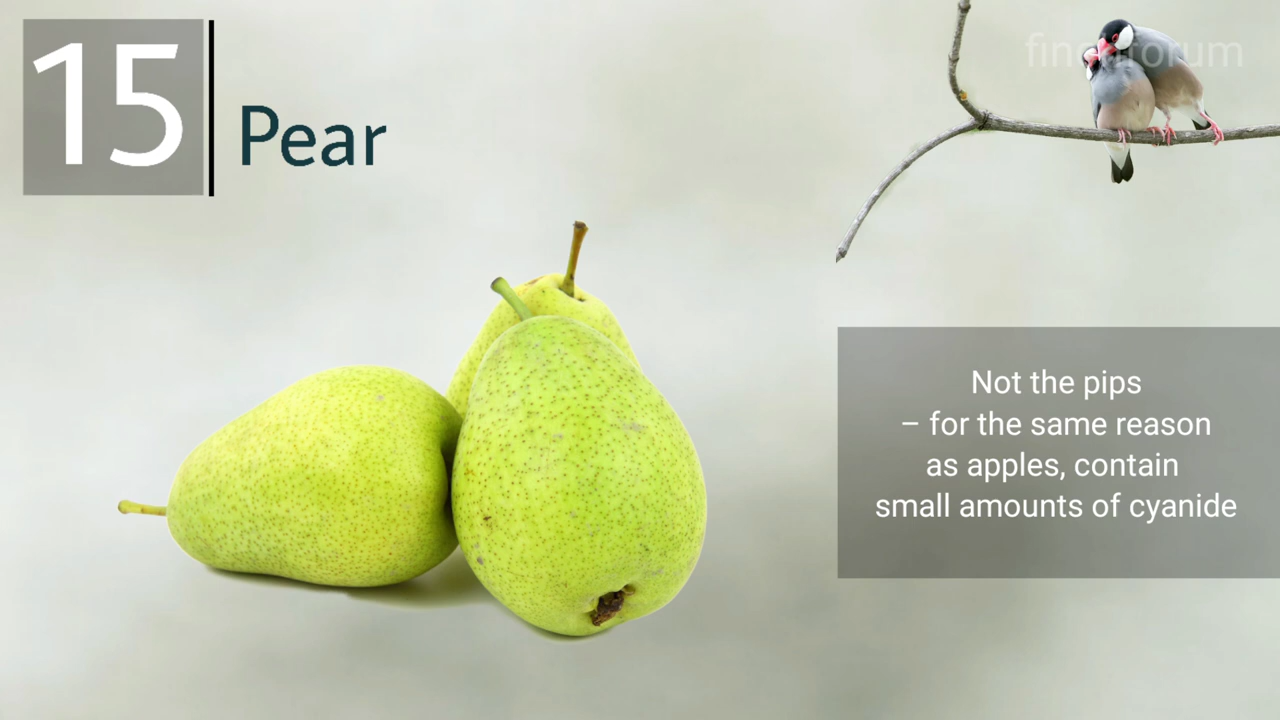 15
Pear
Not the pips
– for the same reason
as apples, contain
small amounts of cyanide